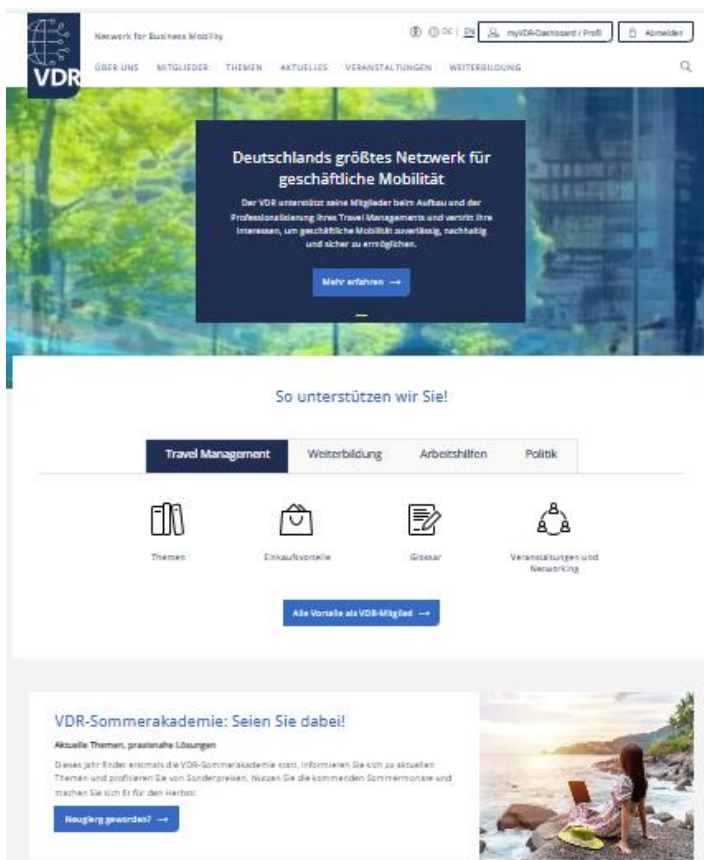 VDR
Network for Business Mobility
DE | EN
myVDR-Dashboard / Profil
Abmelden
ÜBER UNS MITGLIEDER THEMEN AKTUELLES VERANSTALTUNGEN WEITERBILDUNG
Deutschlands größtes Netzwerk für
geschäftliche Mobilität
Der VDR unterstützt seine Mitglieder beim Aufbau und der
Professionalisierung ihres Travel Managements und vertritt ihre
Interessen, um geschäftliche Mobilität zuverlässig, nachhaltig
und sicher zu ermöglichen.
Mehr erfahren →
So unterstützen wir Sie!
Travel Management Weiterbildung Arbeitshilfen Politik
Themen Einkaufsvorteile Glossar Veranstaltungen und
Networking
Alle Vorteile als VDR-Mitglied →
VDR-Sommerakademie: Seien Sie dabei!
Aktuelle Themen, praxisnahe Lösungen
Dieses Jahr findet erstmals die VDR-Sommerakademie statt. Informieren Sie sich zu aktuellen
Themen und profitieren Sie von Sonderpreisen. Nutzen Sie die kommenden Sommermonate und
machen Sie sich fit für den Herbst!
Neugierg geworden? →